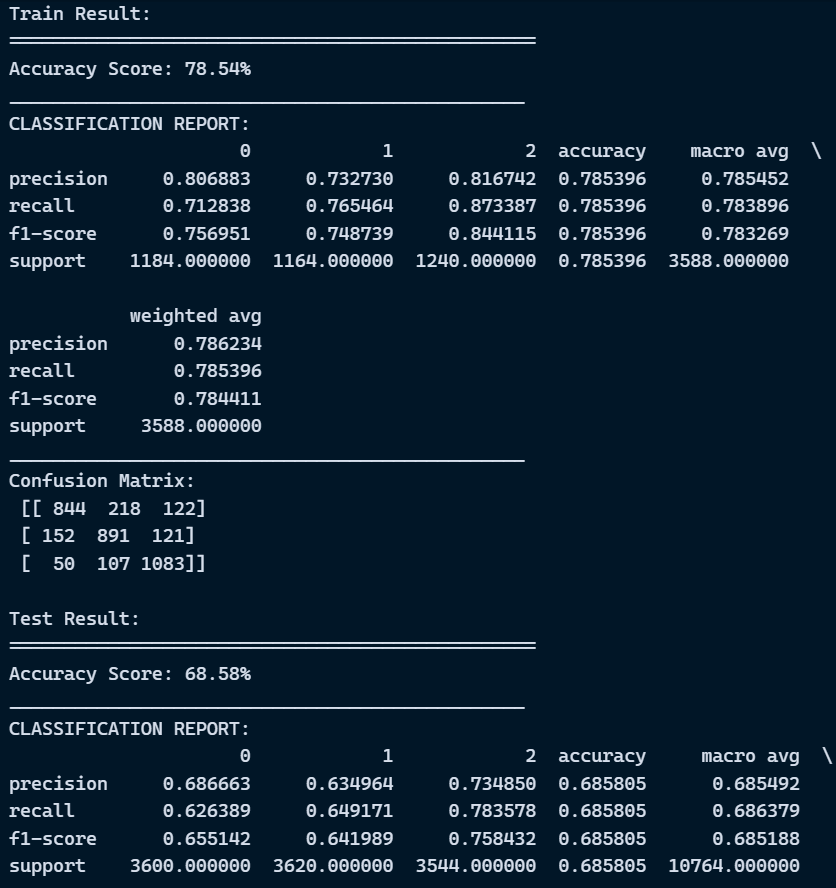 Train Result:
================================================
Accuracy Score: 78.54%
_______________________________________________
CLASSIFICATION REPORT:
                     0            1            2  accuracy    macro avg  \
precision     0.806883     0.732730     0.816742  0.785396     0.785452
recall        0.712838     0.765464     0.873387  0.785396     0.783896
f1-score      0.756951     0.748739     0.844115  0.785396     0.783269
support    1184.000000  1164.000000  1240.000000  0.785396  3588.000000

           weighted avg
precision      0.786234
recall         0.785396
f1-score       0.784411
support     3588.000000
_______________________________________________
Confusion Matrix:
 [[ 844  218  122]
 [ 152  891  121]
 [  50  107 1083]]

Test Result:
================================================
Accuracy Score: 68.58%
_______________________________________________
CLASSIFICATION REPORT:
                     0            1            2  accuracy     macro avg  \
precision     0.686663     0.634964     0.734850  0.685805      0.685492
recall        0.626389     0.649171     0.783578  0.685805      0.686379
f1-score      0.655142     0.641989     0.758432  0.685805      0.685188
support    3600.000000  3620.000000  3544.000000  0.685805  10764.000000